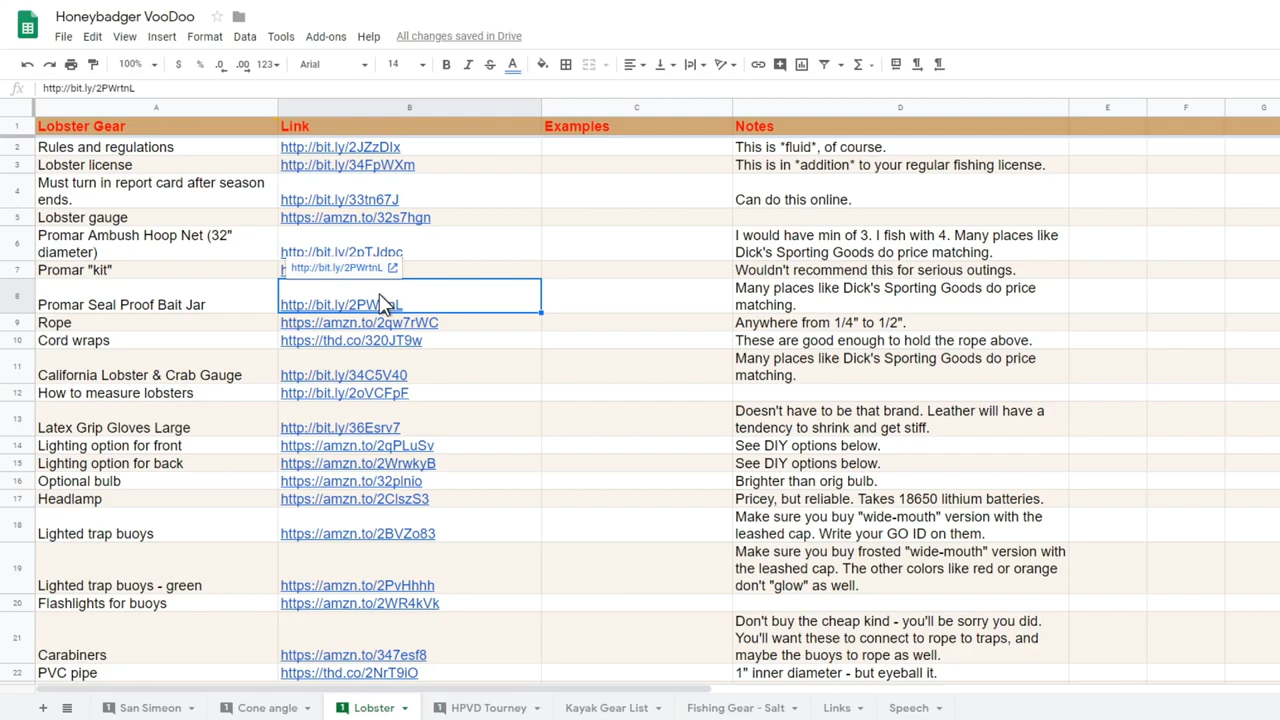 Honeybadger VooDoo
File Edit View Insert Format Data Tools Add-ons Help All changes saved in Drive
100% $ % .0 .00 123 Arial 14 B I S A
fx http://bit.ly/2PWrtnL
A B C D E F G
1 Lobster Gear Link Examples Notes
2 Rules and regulations http://bit.ly/2JZzDIx This is *fluid*, of course.
3 Lobster license http://bit.ly/34FpWXm This is in *addition* to your regular fishing license.
Must turn in report card after season
4 ends. http://bit.ly/33tn67J Can do this online.
5 Lobster gauge https://amzn.to/32s7hgn
Promar Ambush Hoop Net (32" I would have min of 3. I fish with 4. Many places like
6 diameter) http://bit.ly/2pTJdpc Dick's Sporting Goods do price matching.
7 Promar "kit" http://bit.ly/2PWrtnL Wouldn't recommend this for serious outings.
Many places like Dick's Sporting Goods do price
8 Promar Seal Proof Bait Jar matching.
9 Rope https://amzn.to/2qw7rWC Anywhere from 1/4" to 1/2".
10 Cord wraps https://thd.co/320JT9w These are good enough to hold the rope above.
Many places like Dick's Sporting Goods do price
11 California Lobster & Crab Gauge http://bit.ly/34C5V40 matching.
12 How to measure lobsters http://bit.ly/2oVCFpF
Doesn't have to be that brand. Leather will have a
13 Latex Grip Gloves Large http://bit.ly/36Esrv7 tendency to shrink and get stiff.
14 Lighting option for front https://amzn.to/2qPLuSv See DIY options below.
15 Lighting option for back https://amzn.to/2WrwkyB See DIY options below.
16 Optional bulb https://amzn.to/32plnio Brighter than orig bulb.
17 Headlamp https://amzn.to/2ClszS3 Pricey, but reliable. Takes 18650 lithium batteries.
Make sure you buy "wide-mouth" version with the
18 Lighted trap buoys https://amzn.to/2BVZo83 leashed cap. Write your GO ID on them.
Make sure you buy frosted "wide-mouth" version with
the leashed cap. The other colors like red or orange
19 Lighted trap buoys - green https://amzn.to/2PvHhhh don't "glow" as well.
20 Flashlights for buoys https://amzn.to/2WR4kVk
Don't buy the cheap kind - you'll be sorry you did.
You'll want these to connect to rope to traps, and
21 Carabiners https://amzn.to/347esf8 maybe the buoys to rope as well.
22 PVC pipe https://thd.co/2NrT9iO 1" inner diameter - but eyeball it.
1 San Simeon 1 Cone angle 1 Lobster 1 HPVD Tourney Kayak Gear List Fishing Gear - Salt Links Speech